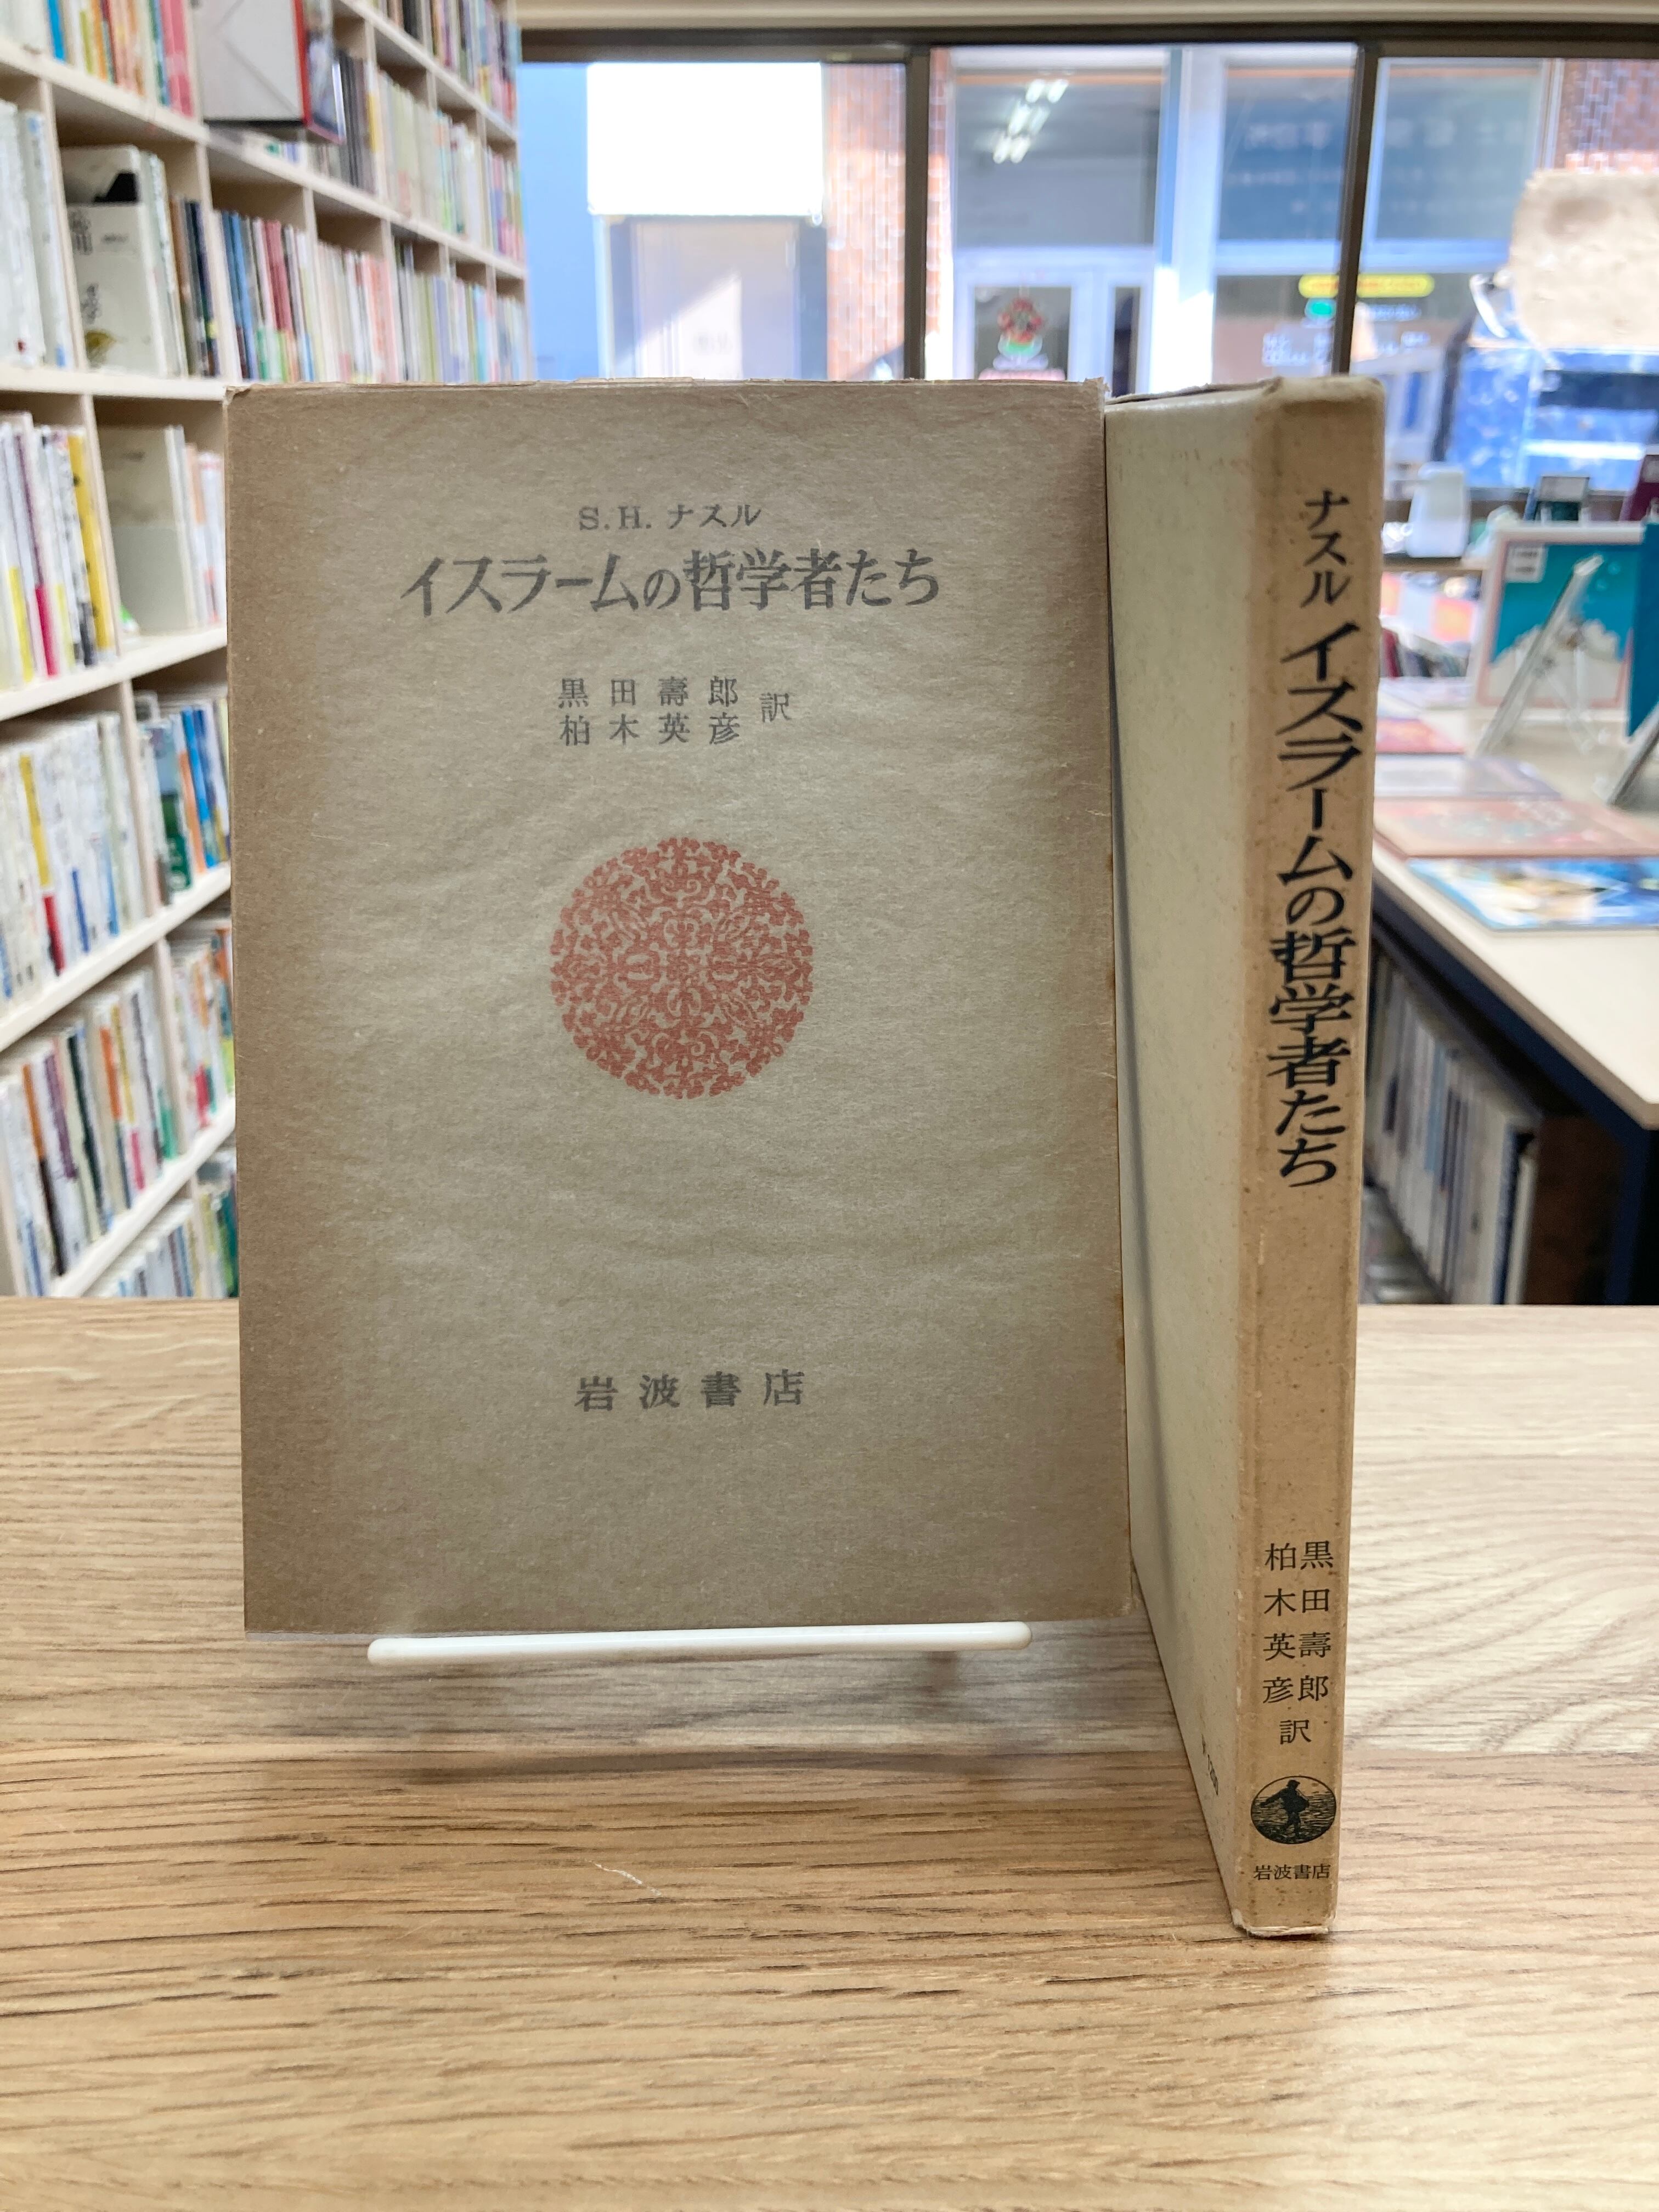 S.H. ナスル
イスラームの哲学者たち
黒田壽郎
柏木英彦 訳
岩波書店
ナスル イスラームの哲学者たち
黒田壽郎
柏木英彦
訳
岩波書店